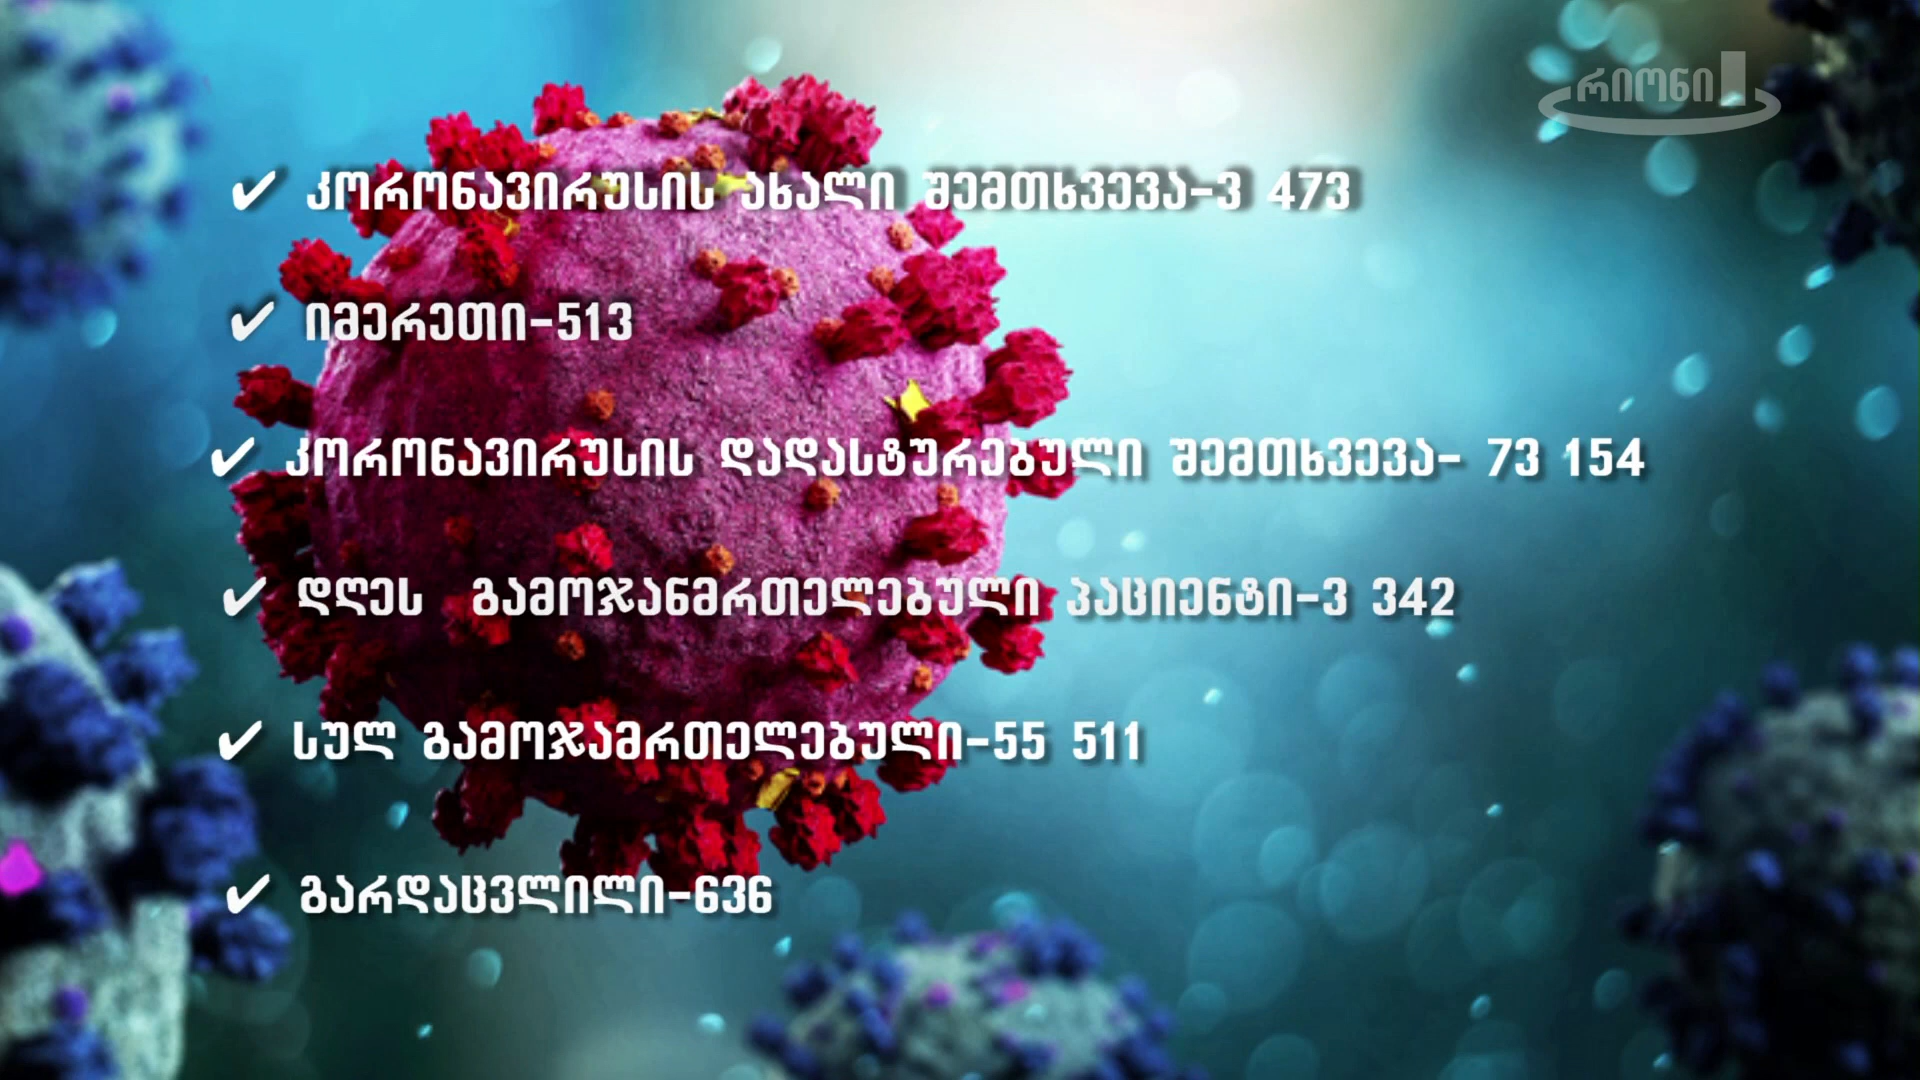 რიონი
✔ კორონავირუსის ახალი შემთხვევა-3 473
✔ იმერეთი-513
✔ კორონავირუსის დადასტურებული შემთხვევა- 73 154
✔ დღეს გამოჯანმრთელებული პაციენტი-3 342
✔ სულ გამოჯამრთელებული-55 511
✔ გარდაცვლილი-636